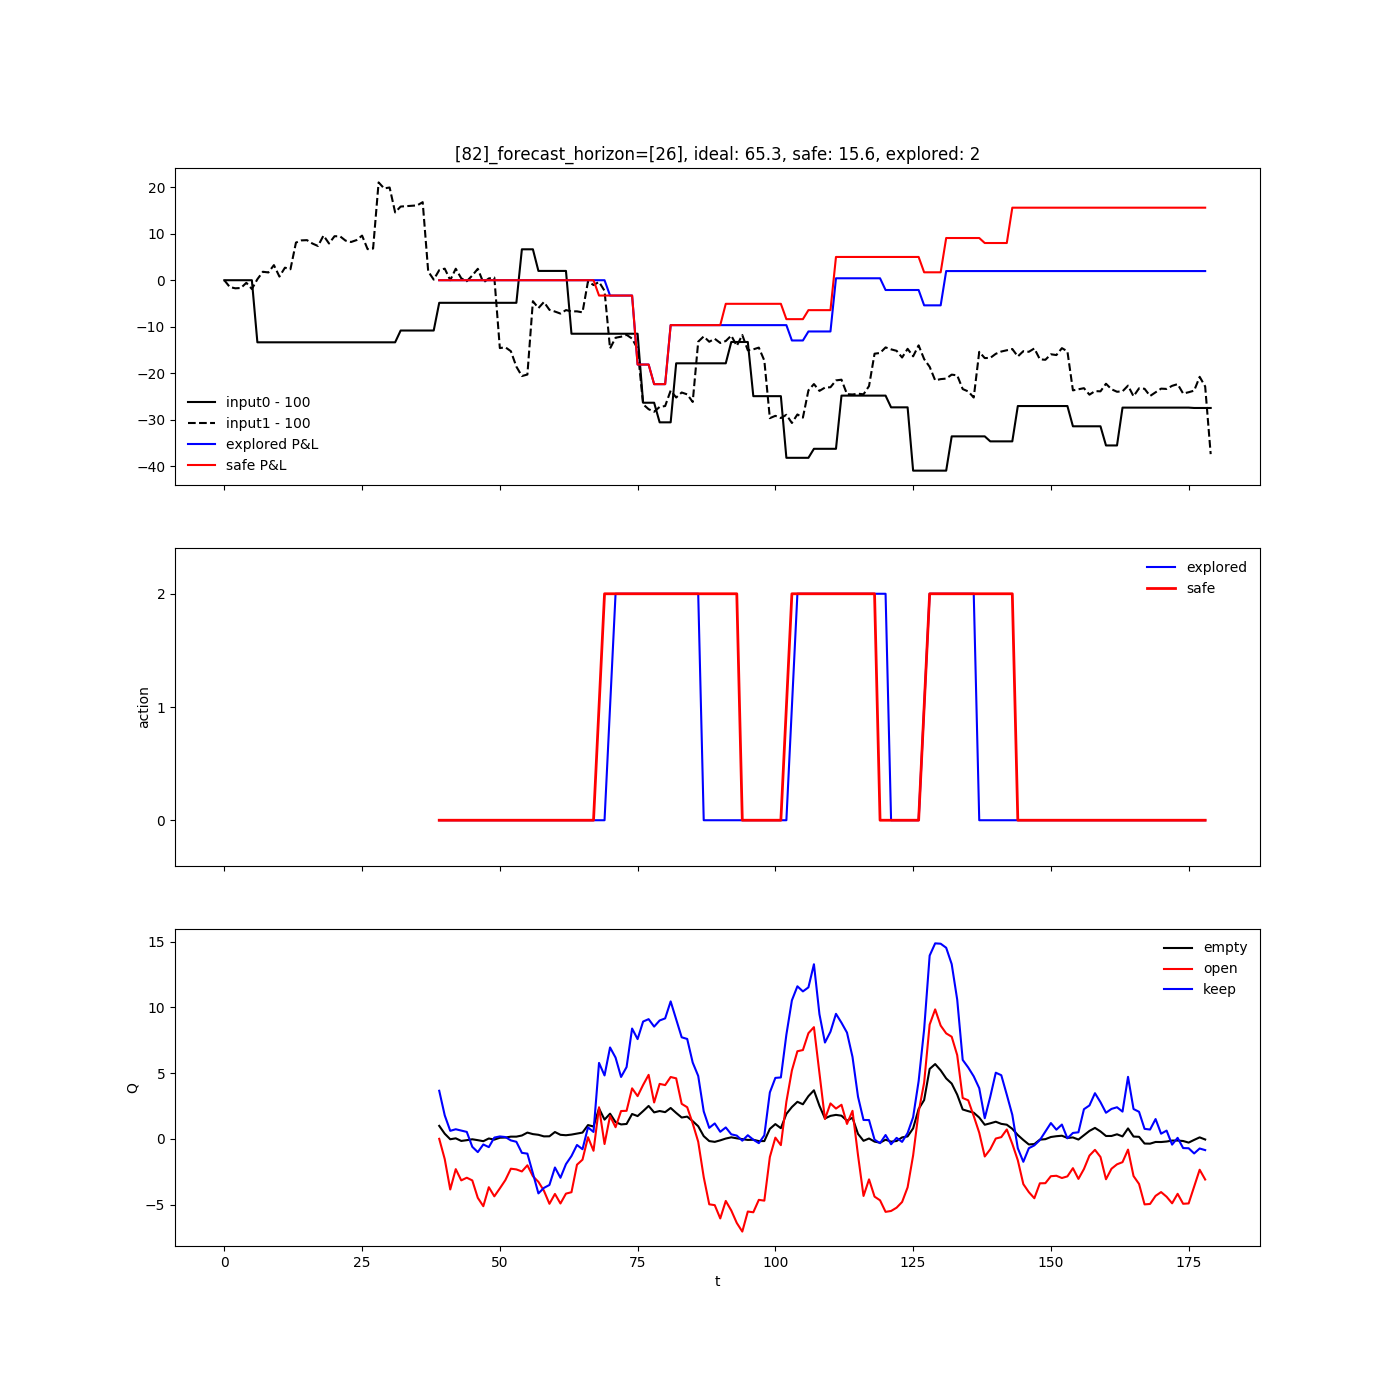 [82]_forecast_horizon=[26], ideal: 65.3, safe: 15.6, explored: 2
20
10
0
−10
−20
−30
−40
input0 - 100
input1 - 100
explored P&L
safe P&L
2
1
0
action
explored
safe
15
10
5
0
−5
Q
empty
open
keep
0 25 50 75 100 125 150 175
t